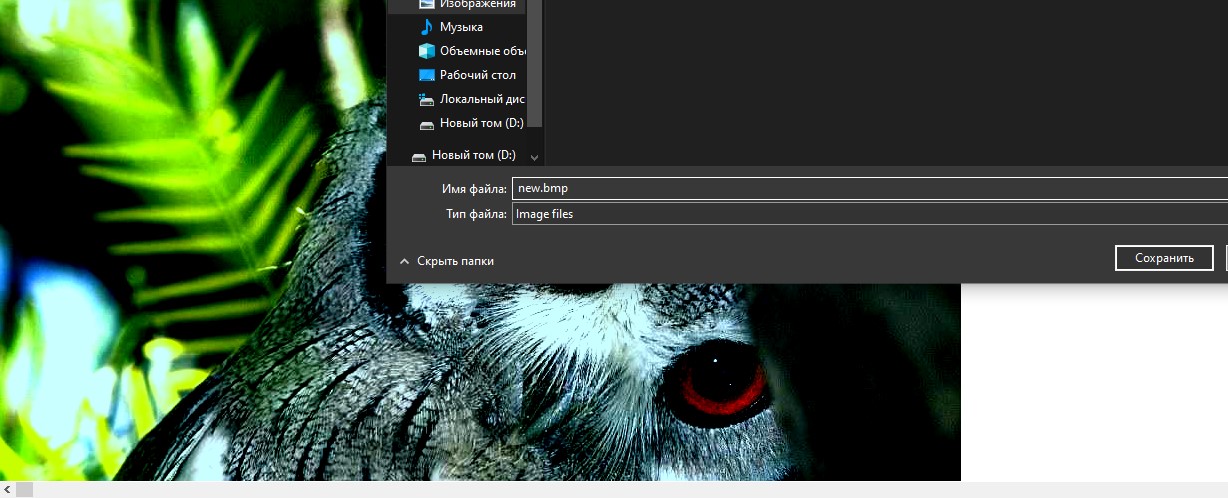 Изображения
Музыка
Объемные объе
Рабочий стол
Локальный дис
Новый том (D:)
Новый том (D:)
Имя файла: new.bmp
Тип файла: Image files
Скрыть папки
Сохранить